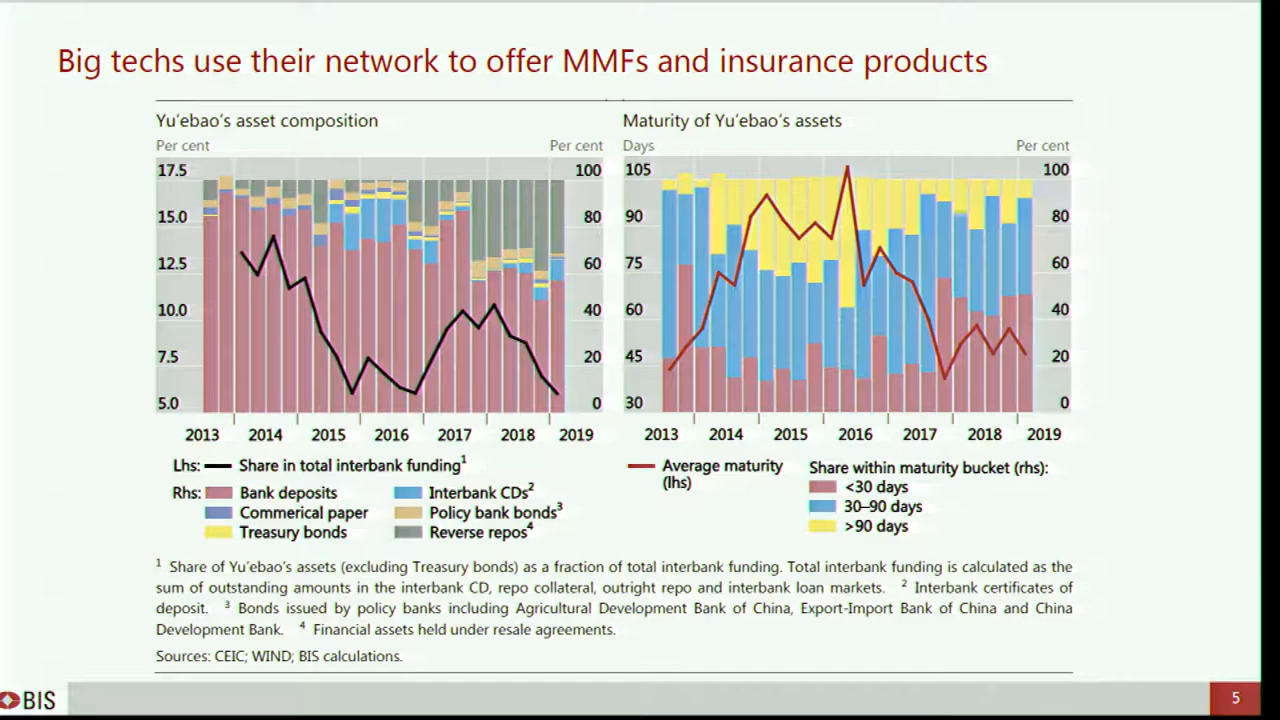 Big techs use their network to offer MMFs and insurance products
Yu'ebao's asset composition
Per cent Per cent
17.5 100
15.0 80
12.5 60
10.0 40
7.5 20
5.0 0
2013 2014 2015 2016 2017 2018 2019
Lhs: Share in total interbank funding1
Rhs: Bank deposits Interbank CDs2
Commerical paper Policy bank bonds3
Treasury bonds Reverse repos4
Maturity of Yu'ebao's assets
Days Per cent
105 100
90 80
75 60
60 40
45 20
30 0
2013 2014 2015 2016 2017 2018 2019
Average maturity
(lhs)
Share within maturity bucket (rhs):
<30 days
30–90 days
>90 days
1 Share of Yu'ebao's assets (excluding Treasury bonds) as a fraction of total interbank funding. Total interbank funding is calculated as the
sum of outstanding amounts in the interbank CD, repo collateral, outright repo and interbank loan markets. 2 Interbank certificates of
deposit. 3 Bonds issued by policy banks including Agricultural Development Bank of China, Export-Import Bank of China and China
Development Bank. 4 Financial assets held under resale agreements.
Sources: CEIC; WIND; BIS calculations.
BIS
5